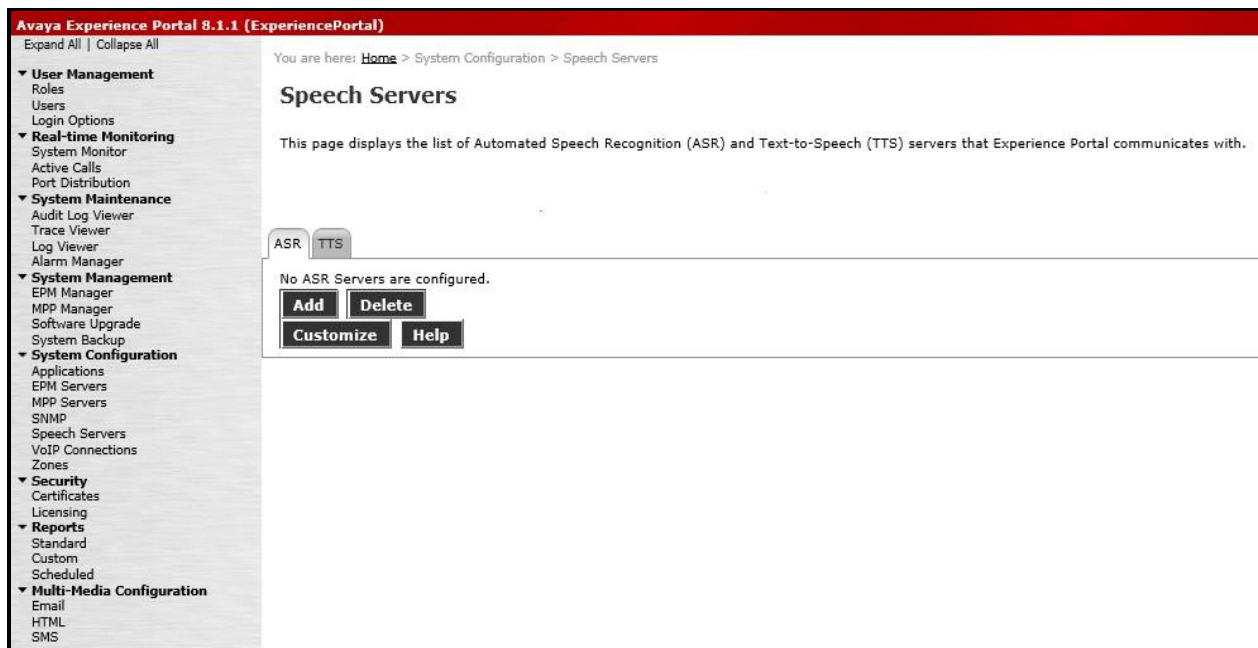 Avaya Experience Portal 8.1.1 (ExperiencePortal)
Expand All | Collapse All
▼ User Management
Roles
Users
Login Options
▼ Real-time Monitoring
System Monitor
Active Calls
Port Distribution
▼ System Maintenance
Audit Log Viewer
Trace Viewer
Log Viewer
Alarm Manager
▼ System Management
EPM Manager
MPP Manager
Software Upgrade
System Backup
▼ System Configuration
Applications
EPM Servers
MPP Servers
SNMP
Speech Servers
VoIP Connections
Zones
▼ Security
Certificates
Licensing
▼ Reports
Standard
Custom
Scheduled
▼ Multi-Media Configuration
Email
HTML
SMS
You are here: Home > System Configuration > Speech Servers
Speech Servers
This page displays the list of Automated Speech Recognition (ASR) and Text-to-Speech (TTS) servers that Experience Portal communicates with.
ASR TTS
No ASR Servers are configured.
Add Delete
Customize Help